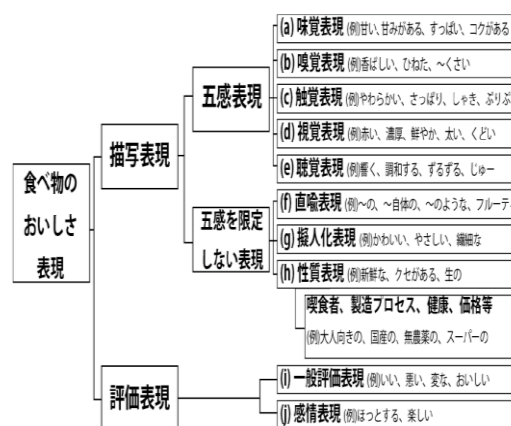 (a) 味覚表現 (例)甘い、甘みがある、すっぱい、コクがある
(b) 嗅覚表現 (例)香ばしい、ひねた、～くさい
(c) 触覚表現 (例)やわらかい、さっぱり、しゃき、ぷりぷ
(d) 視覚表現 (例)赤い、濃厚、鮮やか、太い、くどい
(e) 聴覚表現 (例)響く、調和する、ずるずる、じゅー
五感表現
描写表現
食べ物の
おいしさ
表現
五感を限定
しない表現
(f) 直喩表現 (例)～の、～自体の、～のような、フルーティ
(g) 擬人化表現 (例)かわいい、やさしい、繊細な
(h) 性質表現 (例)新鮮な、クセがある、生の
喫食者、製造プロセス、健康、価格等
(例)大人向きの、国産の、無農薬の、スーパーの
評価表現
(i) 一般評価表現 (例)いい、悪い、変な、おいしい
(j) 感情表現 (例)ほっとする、楽しい